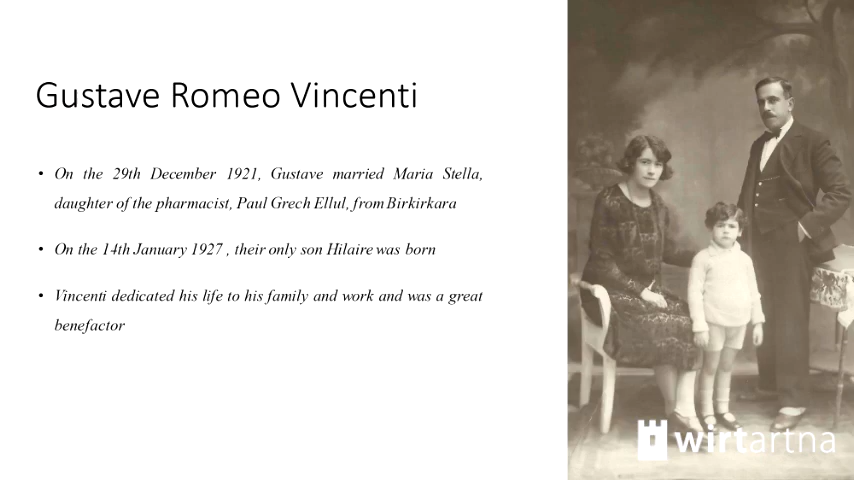 Gustave Romeo Vincenti
• On the 29th December 1921, Gustave married Maria Stella,
daughter of the pharmacist, Paul Grech Ellul, from Birkirkara
• On the 14th January 1927 , their only son Hilaire was born
• Vincenti dedicated his life to his family and work and was a great
benefactor
wirtartna